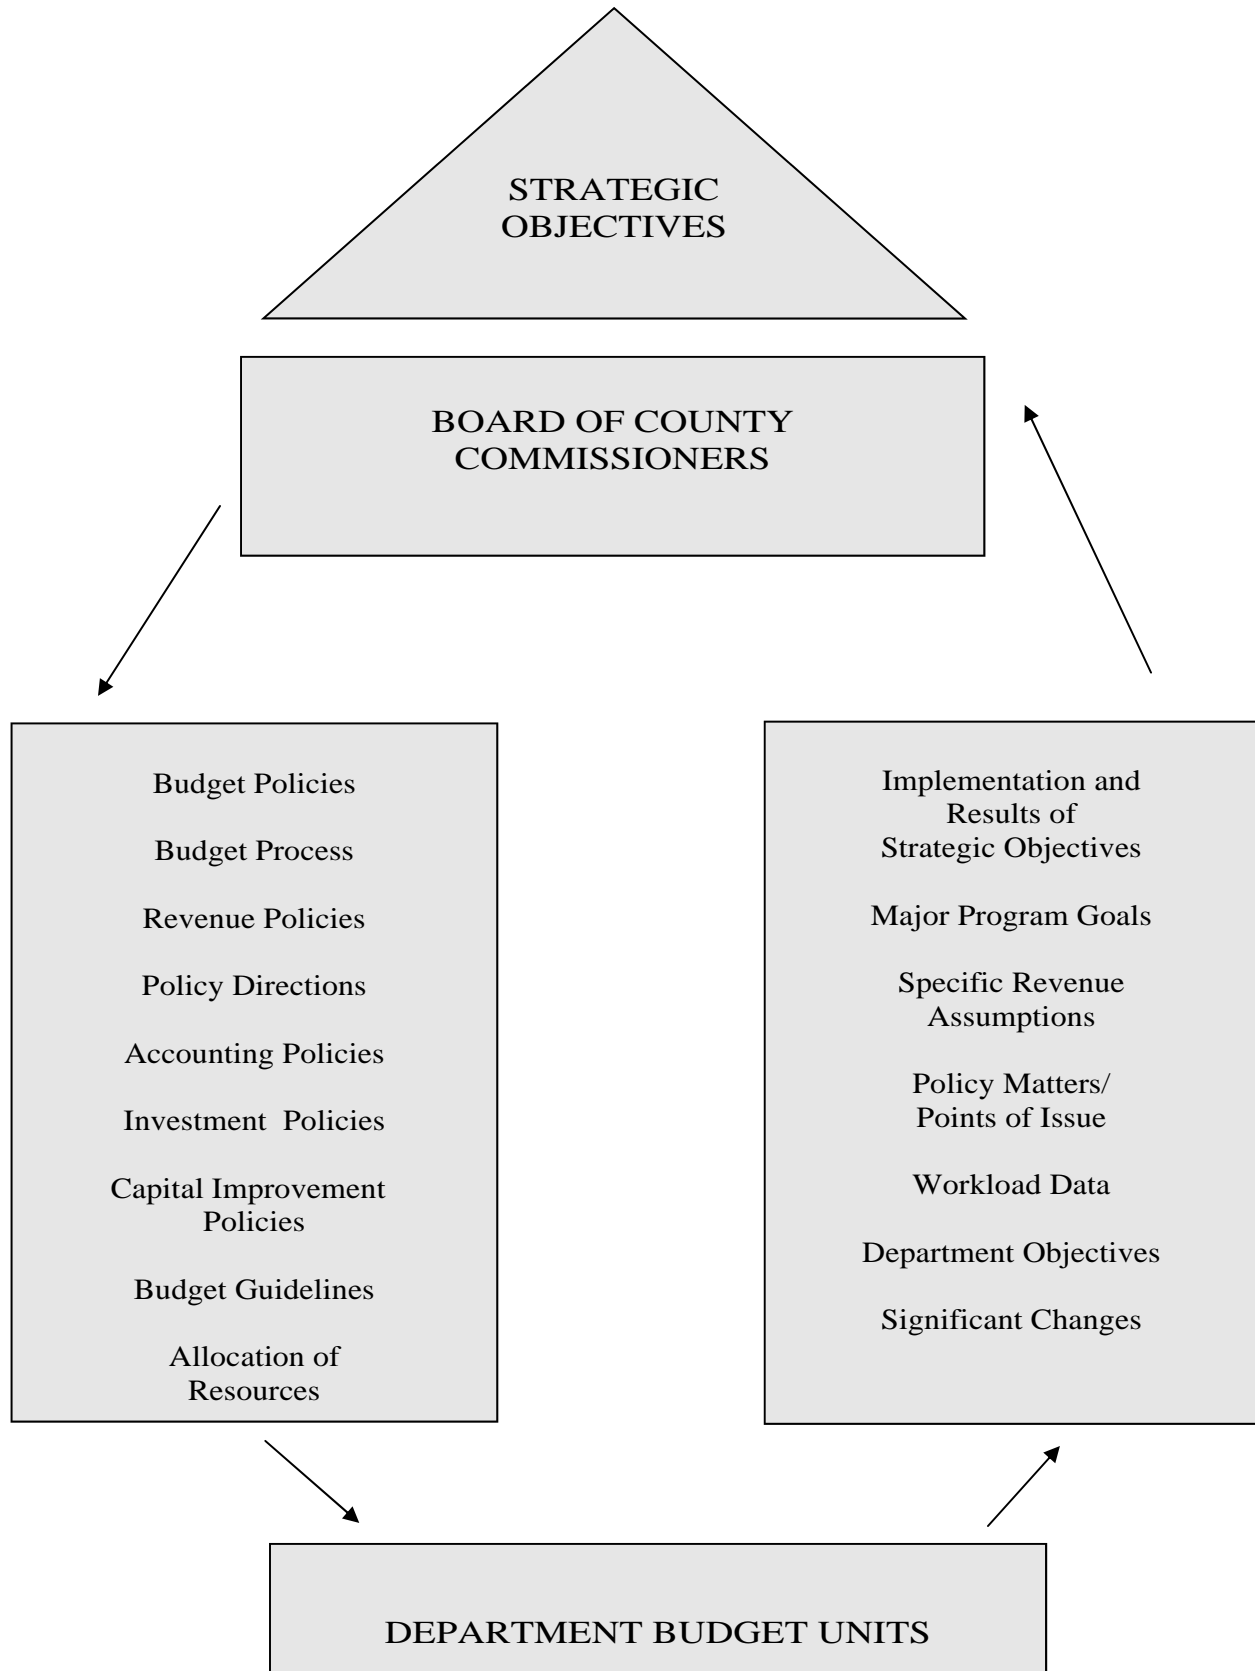 STRATEGIC
OBJECTIVES
BOARD OF COUNTY
COMMISSIONERS
Budget Policies
Budget Process
Revenue Policies
Policy Directions
Accounting Policies
Investment  Policies
Capital Improvement
Policies
Budget Guidelines
Allocation of
Resources
Implementation and
Results of
Strategic Objectives
Major Program Goals
Specific Revenue
Assumptions
Policy Matters/
Points of Issue
Workload Data
Department Objectives
Significant Changes
DEPARTMENT BUDGET UNITS